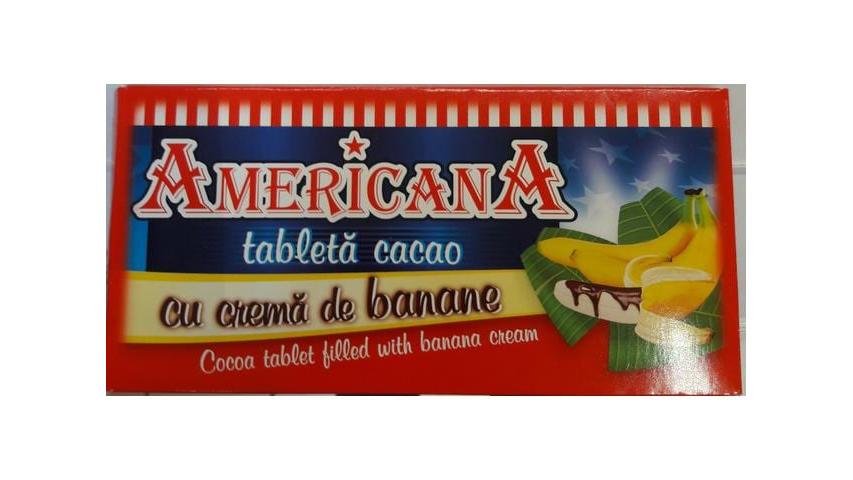 AMERICANA
tabletă cacao
cu cremă de banane
Cocoa tablet filled with banana cream